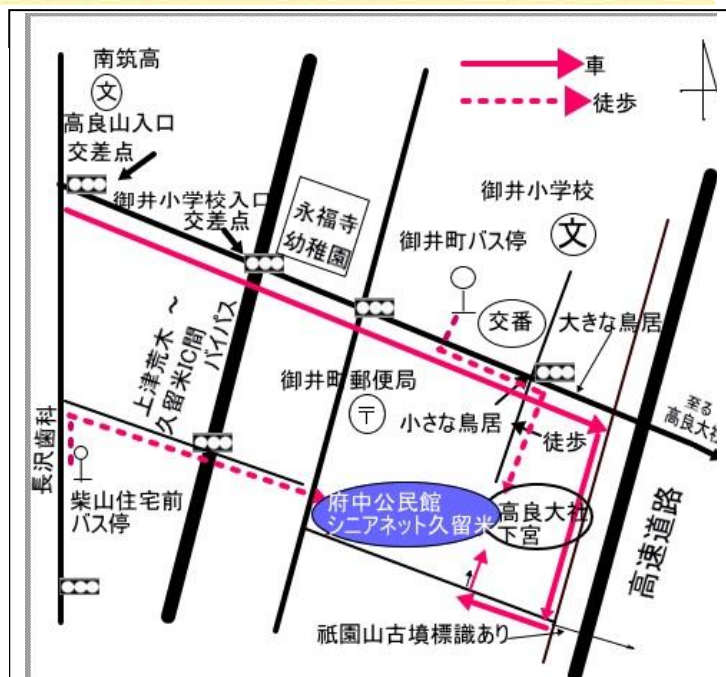 南筑高
文
高良山入口
交差点
御井小学校入口
交差点
永福寺
幼稚園
車
徒歩
御井小学校
文
御井町バス停
交番
大きな鳥居
上津荒木～
久留米IC間
バイパス
御井町郵便局
〒
小さな鳥居
徒歩
至る
高良大社
長沢歯科
柴山住宅前
バス停
府中公民館
シニアネット久留米
高良大社
下宮
高速道路
祇園山古墳標識あり